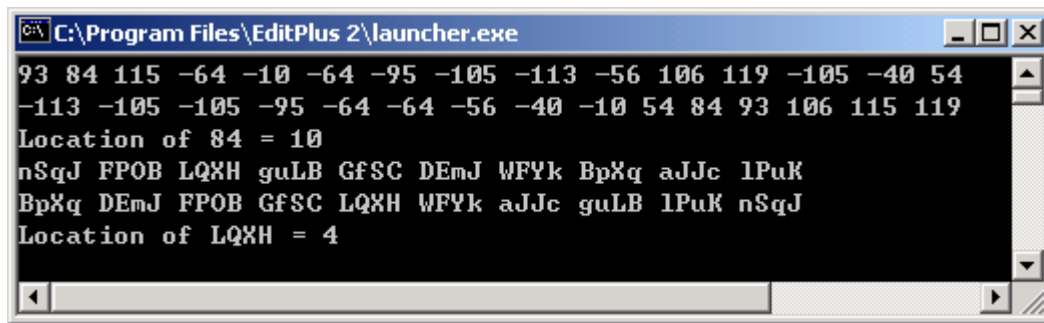 C:\Program Files\EditPlus 2\launcher.exe
93 84 115 -64 -10 -64 -95 -105 -113 -56 106 119 -105 -40 54
-113 -105 -105 -95 -64 -64 -56 -40 -10 54 84 93 106 115 119
Location of 84 = 10
nSqJ FPOB LQXH guLB GfSC DEmJ WFYk BpXq aJJc lPuK
BpXq DEmJ FPOB GfSC LQXH WFYk aJJc guLB lPuK nSqJ
Location of LQXH = 4